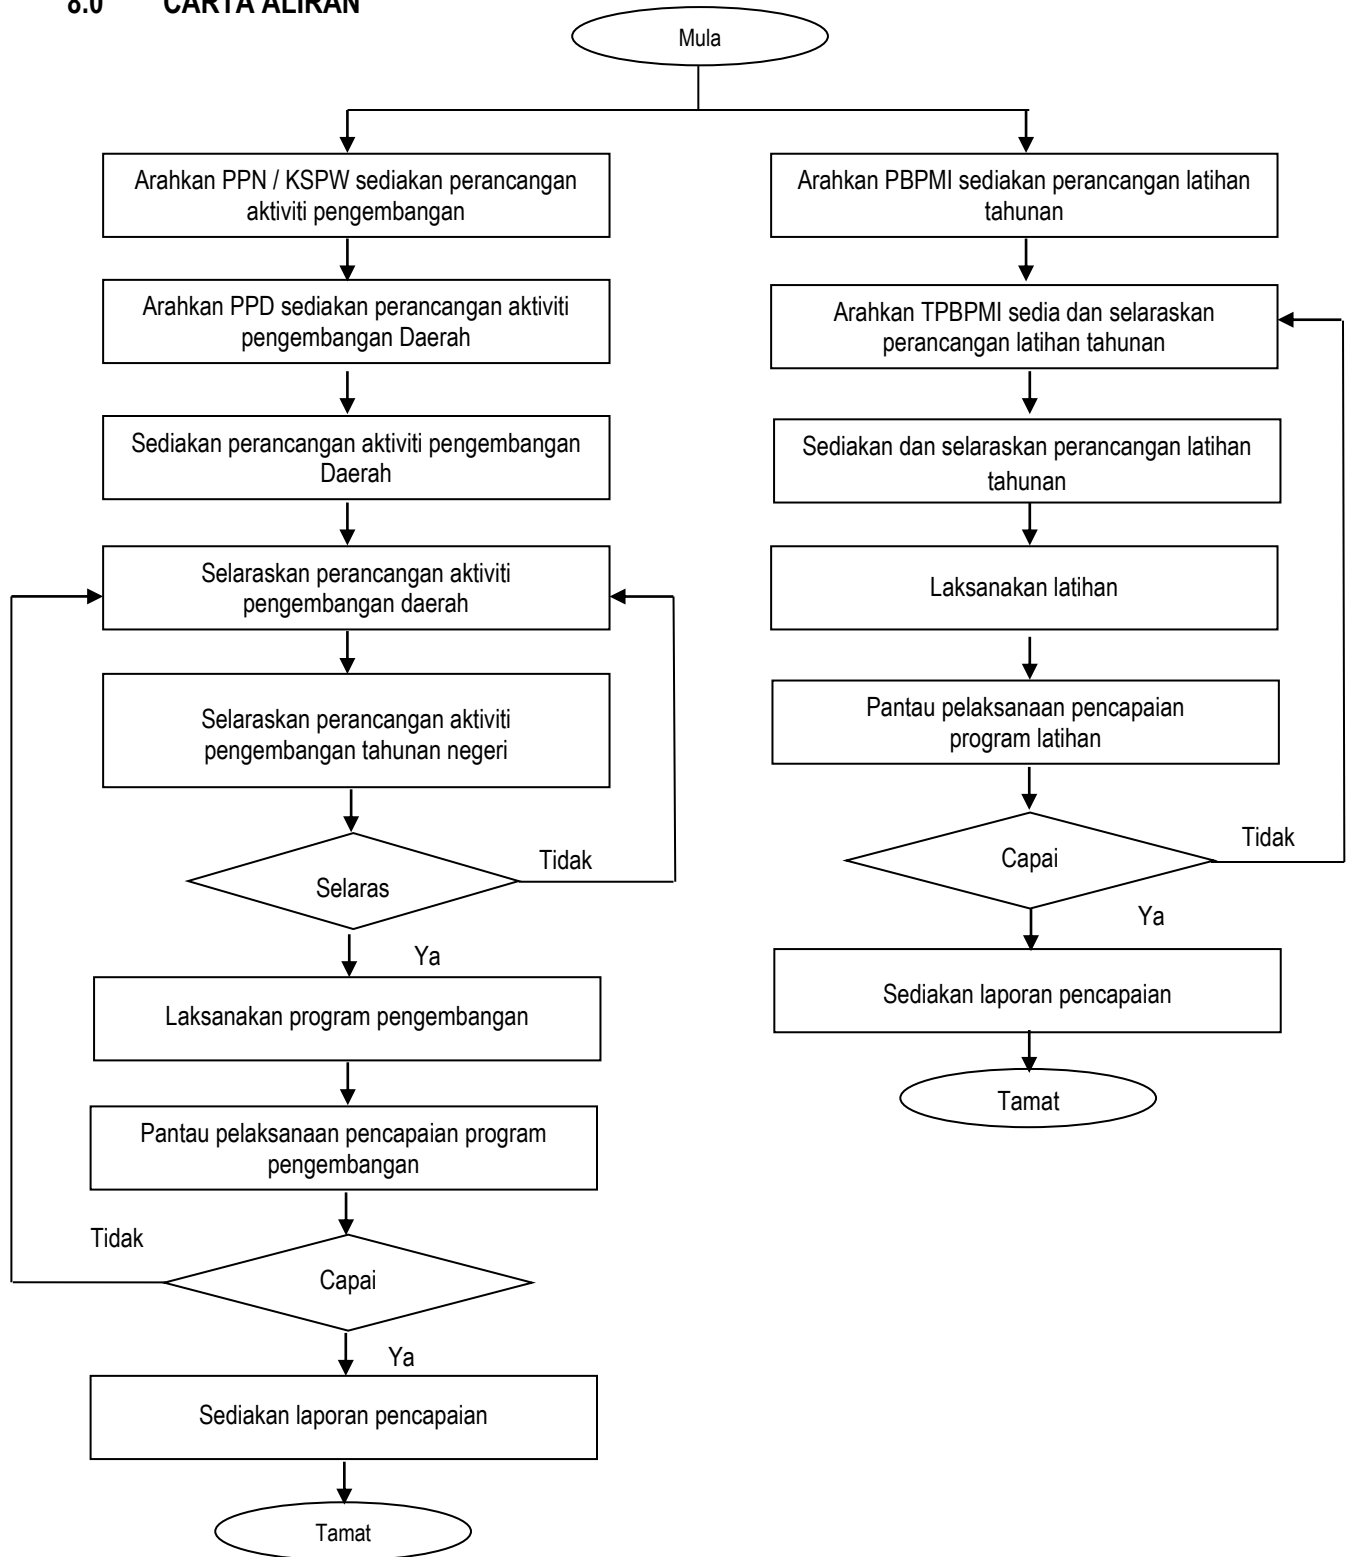 8.0 CARTA ALIRAN
Mula
Arahkan PPN / KSPW sediakan perancangan
aktiviti pengembangan
Arahkan PPD sediakan perancangan aktiviti
pengembangan Daerah
Sediakan perancangan aktiviti pengembangan
Daerah
Selaraskan perancangan aktiviti
pengembangan daerah
Selaraskan perancangan aktiviti
pengembangan tahunan negeri
Selaras
Tidak
Ya
Laksanakan program pengembangan
Pantau pelaksanaan pencapaian program
pengembangan
Tidak
Capai
Ya
Sediakan laporan pencapaian
Tamat
Arahkan PBPMI sediakan perancangan latihan
tahunan
Arahkan TPBPMI sedia dan selaraskan
perancangan latihan tahunan
Sediakan dan selaraskan perancangan latihan
tahunan
Laksanakan latihan
Pantau pelaksanaan pencapaian
program latihan
Capai
Tidak
Ya
Sediakan laporan pencapaian
Tamat